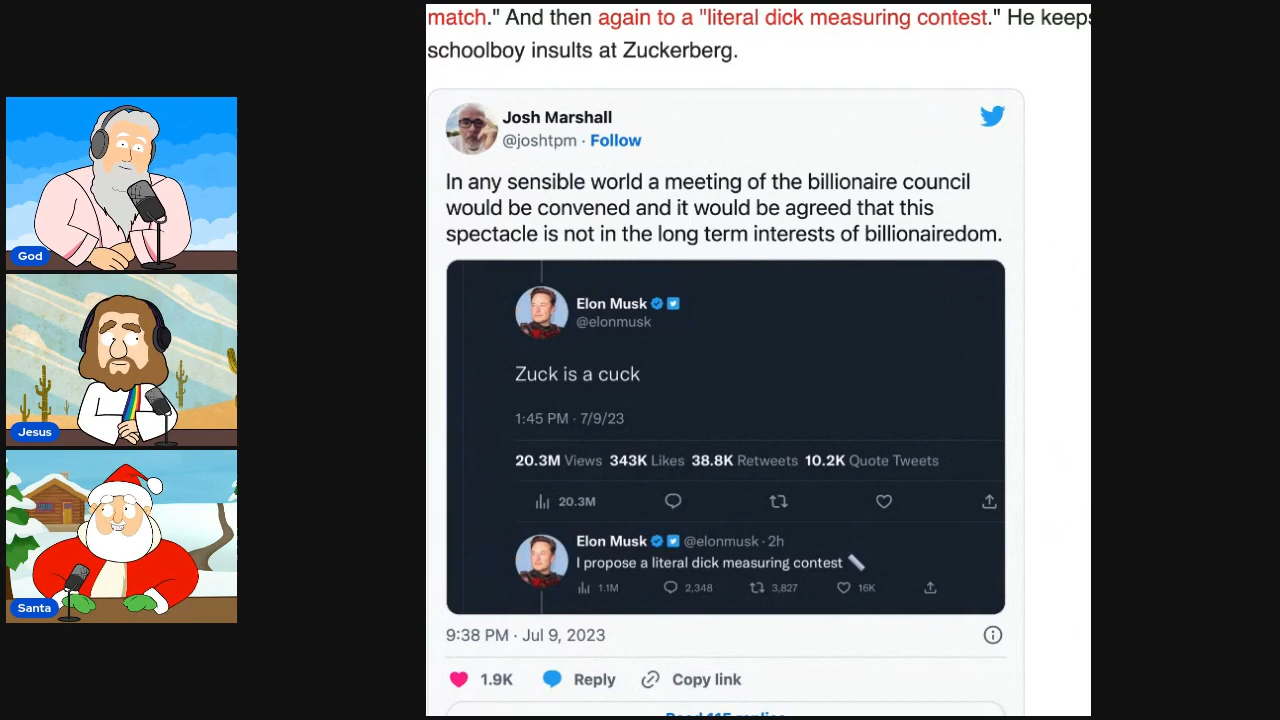 match." And then again to a "literal dick measuring contest." He keeps
schoolboy insults at Zuckerberg.
Josh Marshall
@joshtpm · Follow
In any sensible world a meeting of the billionaire council
would be convened and it would be agreed that this
spectacle is not in the long term interests of billionairedom.
Elon Musk
@elonmusk
Zuck is a cuck
1:45 PM · 7/9/23
20.3M Views 343K Likes 38.8K Retweets 10.2K Quote Tweets
20.3M
Elon Musk @elonmusk · 2h
I propose a literal dick measuring contest 📏
1.1M 2,348 3,827 16K
9:38 PM · Jul 9, 2023
1.9K Reply Copy link
Read 115 replies
God
Jesus
Santa